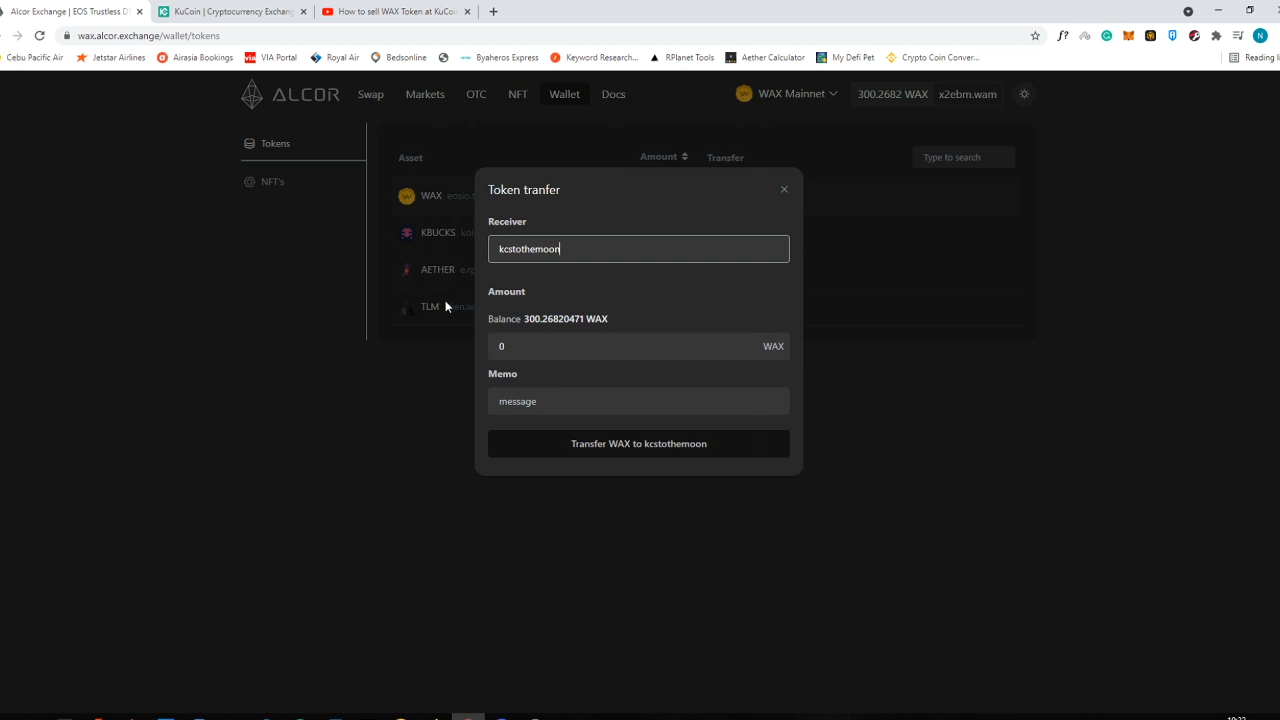 Alcor Exchange | EOS Trustless D
KuCoin | Cryptocurrency Exchang
How to sell WAX Token at KuCoi
wax.alcor.exchange/wallet/tokens
N
Cebu Pacific Air
Jetstar Airlines
Airasia Bookings
VIA Portal
Royal Air
Bedsonline
Byaheros Express
Keyword Research...
RPlanet Tools
Aether Calculator
My Defi Pet
Crypto Coin Conver...
Reading li
ALCOR
Swap
Markets
OTC
NFT
Wallet
Docs
WAX Mainnet
300.2682 WAX
x2ebm.wam
Tokens
NFT's
Asset
Amount
Transfer
Type to search
WAX eosio.t
KBUCKS kol
AETHER e.rp
TLM
Token tranfer
Receiver
kcstothemoon
Amount
Balance 300.26820471 WAX
0 WAX
Memo
message
Transfer WAX to kcstothemoon